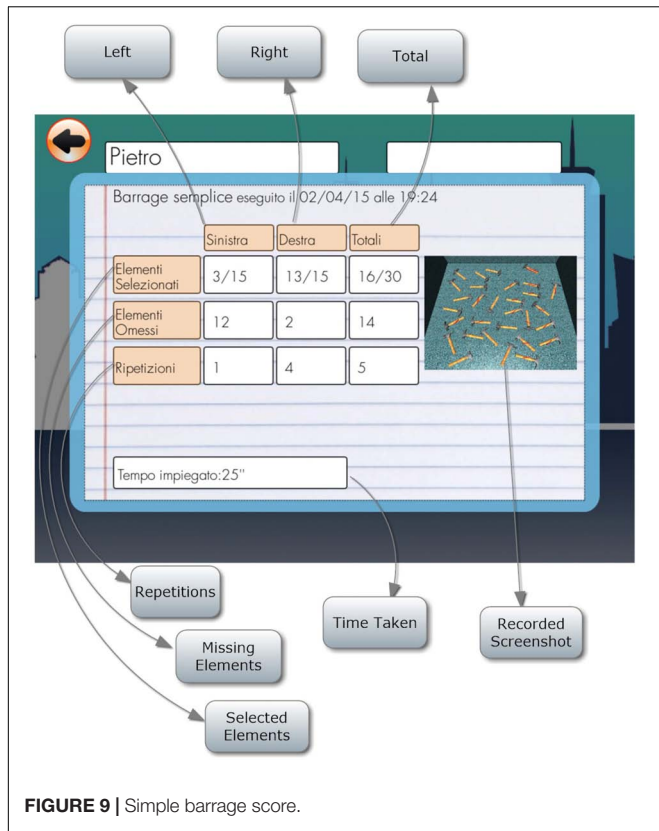 Left
Right
Total
Pietro
Barrage semplice eseguito il 02/04/15 alle 19:24
Sinistra
Destra
Totali
Elementi
Selezionati
3/15
13/15
16/30
Elementi
Omessi
12
2
14
Ripetizioni
1
4
5
Tempo impiegato:25"
Repetitions
Time Taken
Recorded
Screenshot
Missing
Elements
Selected
Elements
FIGURE 9 | Simple barrage score.